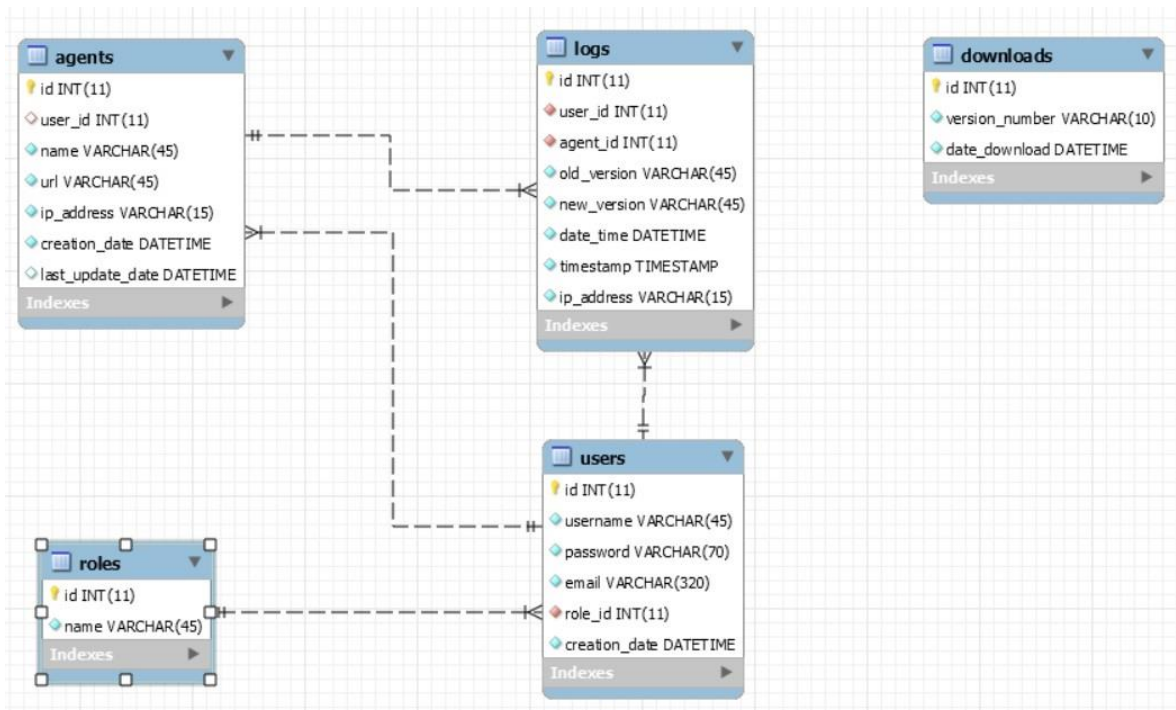 agents
id INT(11)
user_id INT(11)
name VARCHAR(45)
url VARCHAR(45)
ip_address VARCHAR(15)
creation_date DATETIME
last_update_date DATETIME
Indexes
logs
id INT(11)
user_id INT(11)
agent_id INT(11)
old_version VARCHAR(45)
new_version VARCHAR(45)
date_time DATETIME
timestamp TIMESTAMP
ip_address VARCHAR(15)
Indexes
downloads
id INT(11)
version_number VARCHAR(10)
date_download DATETIME
Indexes
roles
id INT(11)
name VARCHAR(45)
Indexes
users
id INT(11)
username VARCHAR(45)
password VARCHAR(70)
email VARCHAR(320)
role_id INT(11)
creation_date DATETIME
Indexes